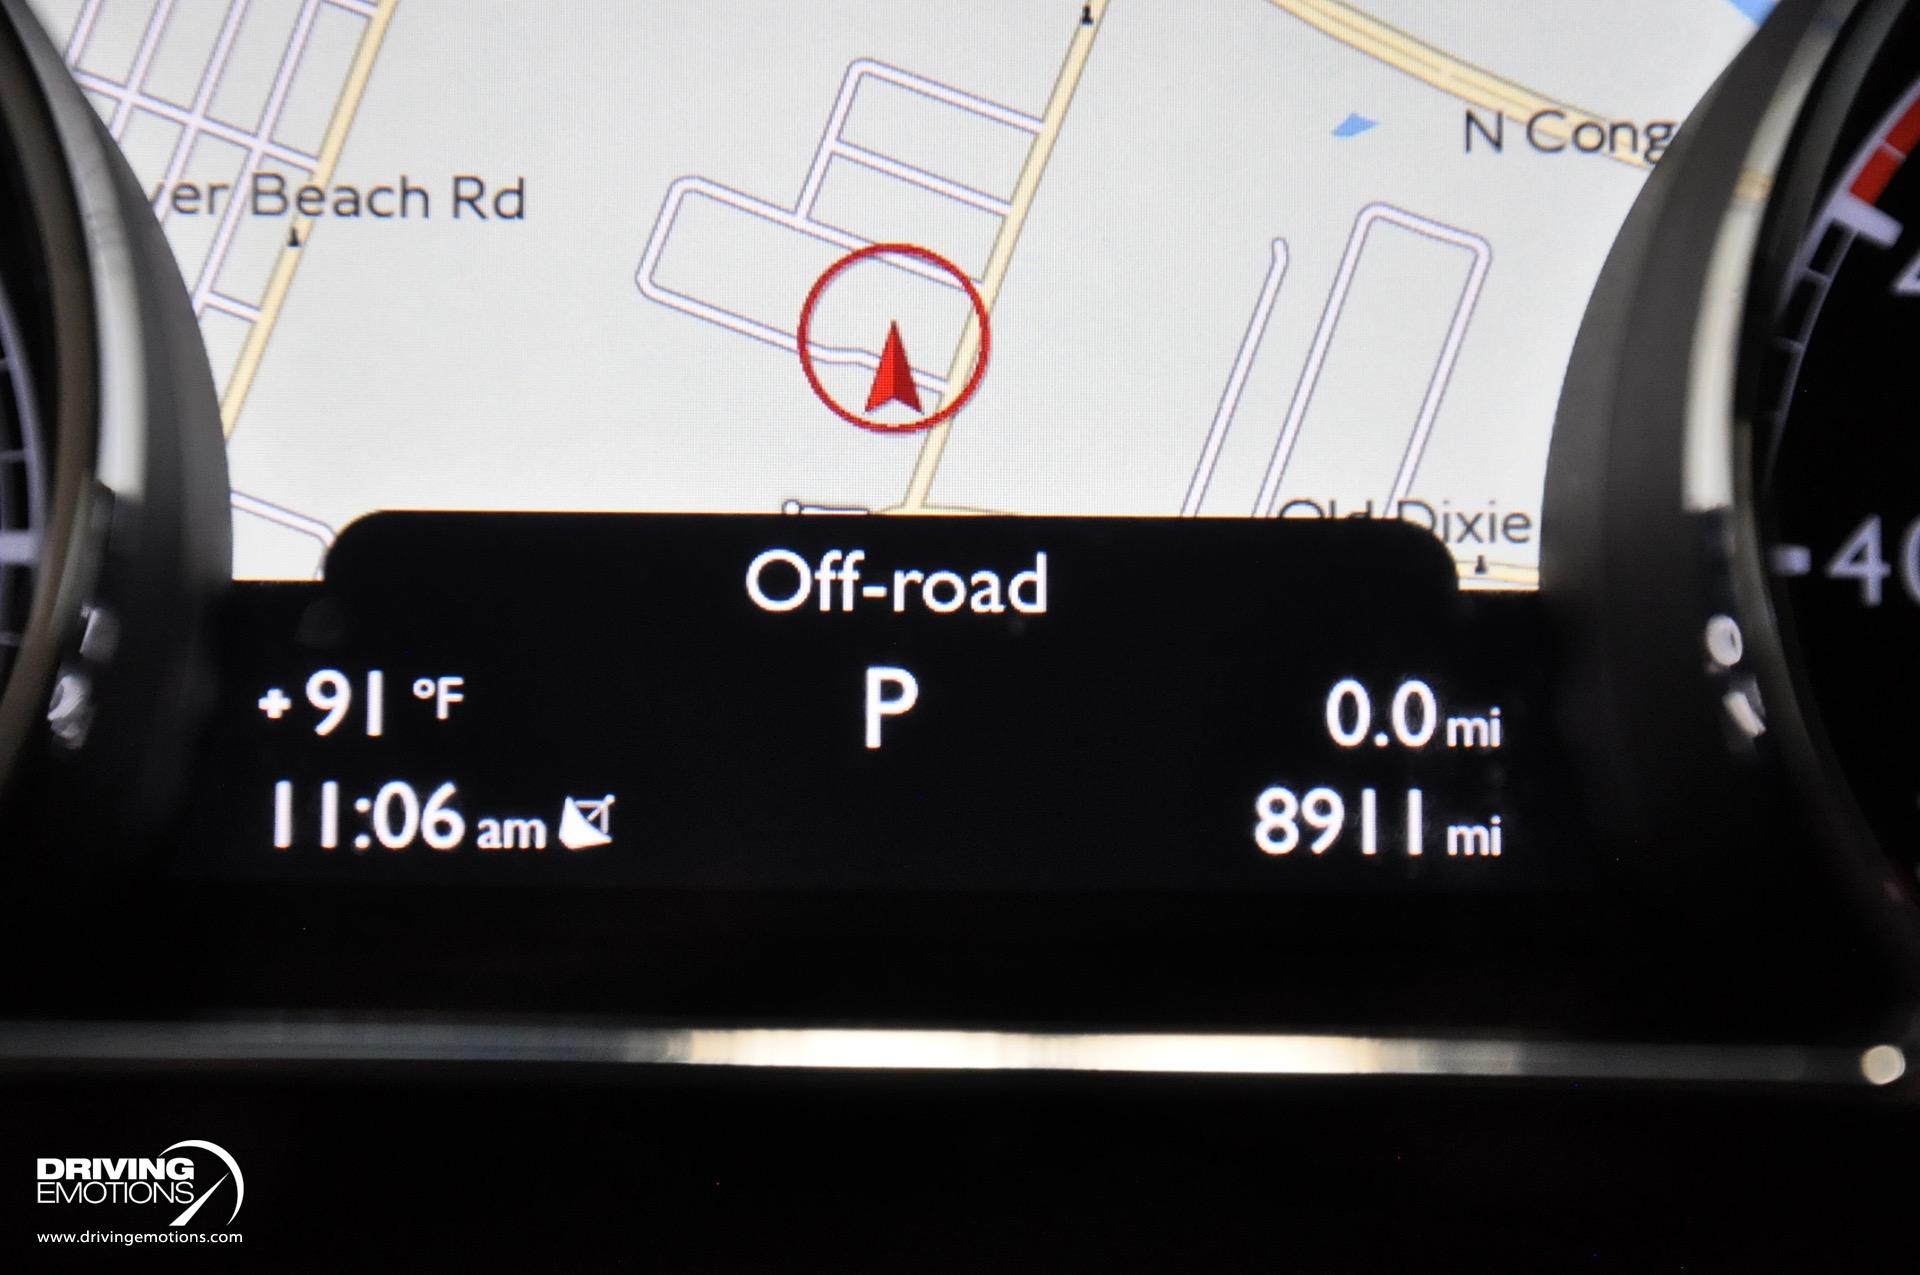 N Cong
er Beach Rd
Dixie
Off-road
+91 °F
P
0.0 mi
11:06 am
8911 mi
DRIVING
EMOTIONS
www.drivingemotions.com